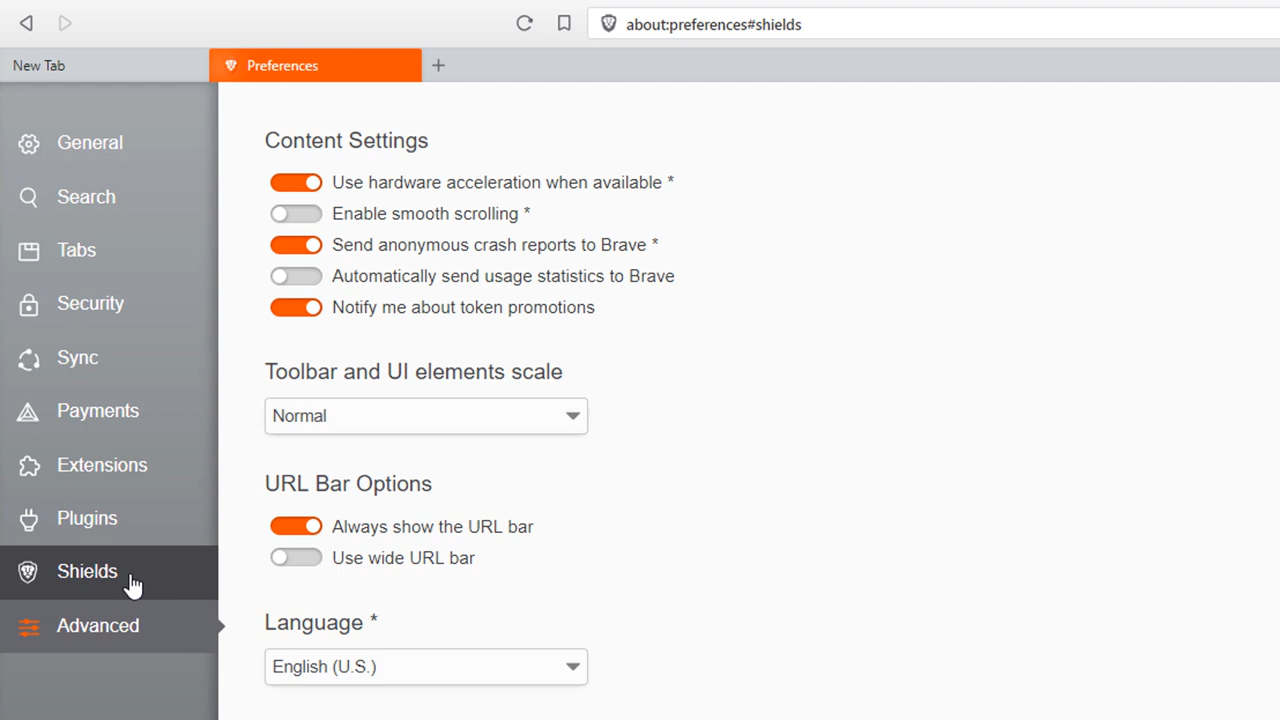 about:preferences#shields
New Tab
Preferences
General
Search
Tabs
Security
Sync
Payments
Extensions
Plugins
Shields
Advanced
Content Settings
Use hardware acceleration when available *
Enable smooth scrolling *
Send anonymous crash reports to Brave *
Automatically send usage statistics to Brave
Notify me about token promotions
Toolbar and UI elements scale
Normal
URL Bar Options
Always show the URL bar
Use wide URL bar
Language *
English (U.S.)